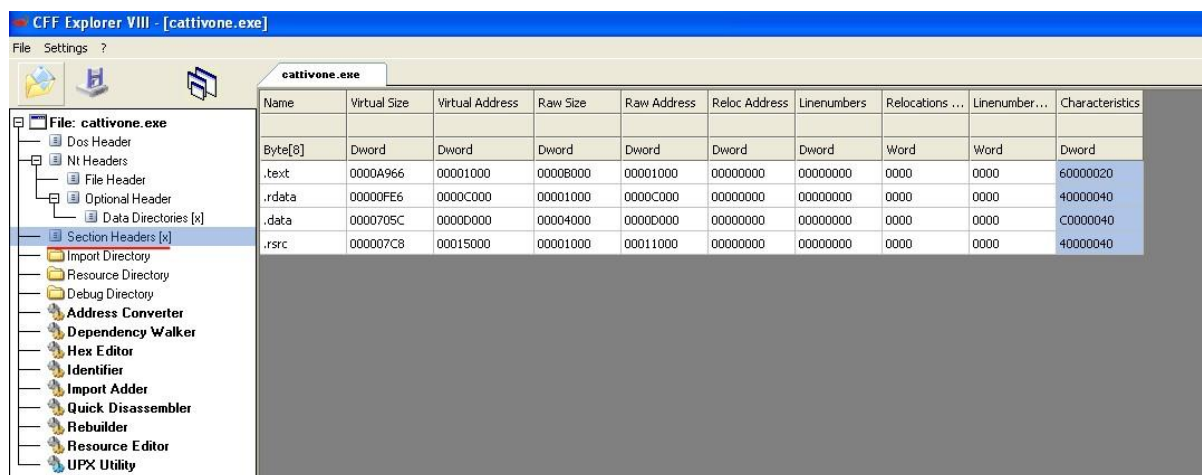 CFF Explorer VIII - [cattivone.exe]
File Settings ?
cattivone.exe
File: cattivone.exe
Dos Header
Nt Headers
File Header
Optional Header
Data Directories [x]
Section Headers [x]
Import Directory
Resource Directory
Debug Directory
Address Converter
Dependency Walker
Hex Editor
Identifier
Import Adder
Quick Disassembler
Rebuilder
Resource Editor
UPX Utility
Name Virtual Size Virtual Address Raw Size Raw Address Reloc Address Linenumbers Relocations ... Linenumber... Characteristics
Byte[8] Dword Dword Dword Dword Dword Dword Word Word Dword
.text 0000A966 00001000 0000B000 00001000 00000000 00000000 0000 0000 60000020
.rdata 00000FE6 0000C000 00001000 0000C000 00000000 00000000 0000 0000 40000040
.data 0000705C 0000D000 00004000 0000D000 00000000 00000000 0000 0000 C0000040
.rsrc 000007C8 00015000 00001000 00011000 00000000 00000000 0000 0000 40000040